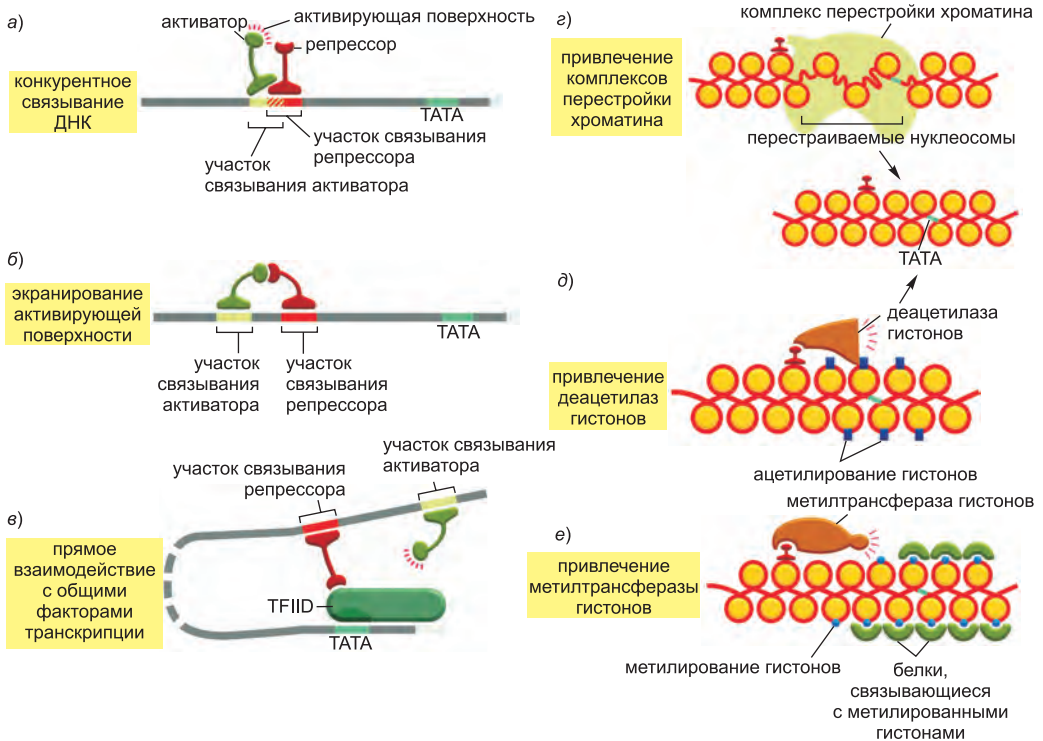 а)
активатор
активирующая поверхность
репрессор
конкурентное
связывание
ДНК
TATA
участок связывания
репрессора
участок
связывания активатора
б)
экранирование
активирующей
поверхности
TATA
участок
связывания
активатора
участок
связывания
репрессора
в)
участок связывания
репрессора
участок связывания
активатора
прямое
взаимодействие
с общими
факторами
транскрипции
TFIID
TATA
г)
комплекс перестройки хроматина
привлечение
комплексов
перестройки
хроматина
перестраиваемые нуклеосомы
TATA
д)
деацетилаза
гистонов
привлечение
деацетилаз
гистонов
ацетилирование гистонов
е)
метилтрансфераза гистонов
привлечение
метилтрансферазы
гистонов
метилирование гистонов
белки,
связывающиеся
с метилированными
гистонами